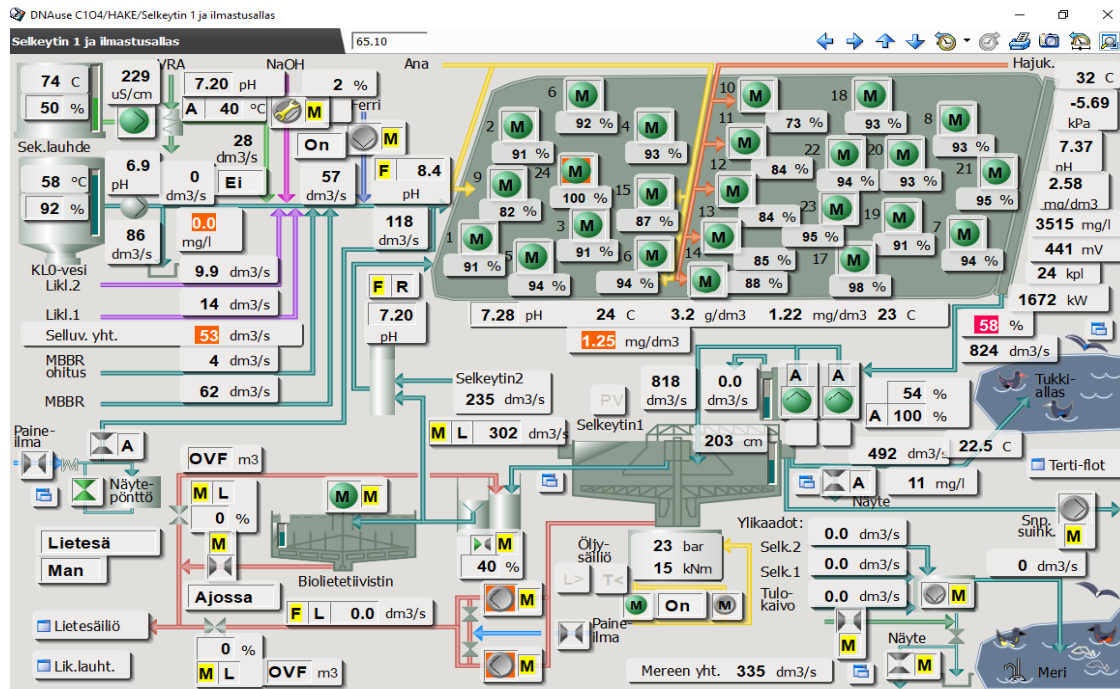 DNAuse C1O4/HAKE/Selkeytin 1 ja ilmastusallas
Selkeytin 1 ja ilmastusallas
65.10
74 C
50 %
Sek.lauhde
229
uS/cm
VRA
7.20 pH
A 40 °C
NaOH
2 %
M
On
Ferri
M
Ana
28
dm3/s
Ei
0
dm3/s
57
dm3/s
F 8.4
pH
58 °C
92 %
KL0-vesi
6.9
pH
86
dm3/s
0.0
mg/l
118
dm3/s
Likl.2
9.9 dm3/s
Likl.1
14 dm3/s
Selluv. yht.
53 dm3/s
MBBR
ohitus
4 dm3/s
MBBR
62 dm3/s
6 M 92 %
2 M 91 %
4 M 93 %
24 M 100 %
9 M 82 %
15 M 87 %
3 M 91 %
1 M 91 %
5 M 94 %
16 M 94 %
10 M 73 %
11 M 84 %
12 M 84 %
13 M 85 %
14 M 88 %
18 M 93 %
8 M 93 %
22 M 94 %
20 M 93 %
21 M 95 %
23 M 95 %
19 M 91 %
7 M 94 %
17 M 98 %
Hajuk.
32 C
-5.69
kPa
7.37
pH
2.58
mg/dm3
3515 mg/l
441 mV
24 kpl
1672 kW
58 %
824 dm3/s
7.28 pH 24 C 3.2 g/dm3 1.22 mg/dm3 23 C
1.25 mg/dm3
F R
7.20
pH
Selkeytin2
235 dm3/s
M L 302 dm3/s
PV
Selkeytin1
818
dm3/s
0.0
dm3/s
A
A
54 %
A 100 %
203 cm
492 dm3/s
22.5 C
11 mg/l
A
Näyte
Tukki-
allas
Terti-flot
Paine-
ilma
A
Näyte-
pönttö
OVF m3
M L
0 %
M
M M
Biolietetiivistin
M
40 %
Lietesä
Man
Ajossa
F L 0.0 dm3/s
Lietesäiliö
Lik.lauht.
0 %
M L
OVF m3
M
M
Öljy-
säiliö
L>
T<
23 bar
15 kNm
M On M
Paine-
ilma
Ylikaadot:
Selk.2
0.0 dm3/s
Selk.1
0.0 dm3/s
Tulo-
kaivo
0.0 dm3/s
M
M
Snp.
suihk.
M
0 dm3/s
Näyte
M
Mereen yht. 335 dm3/s
Meri